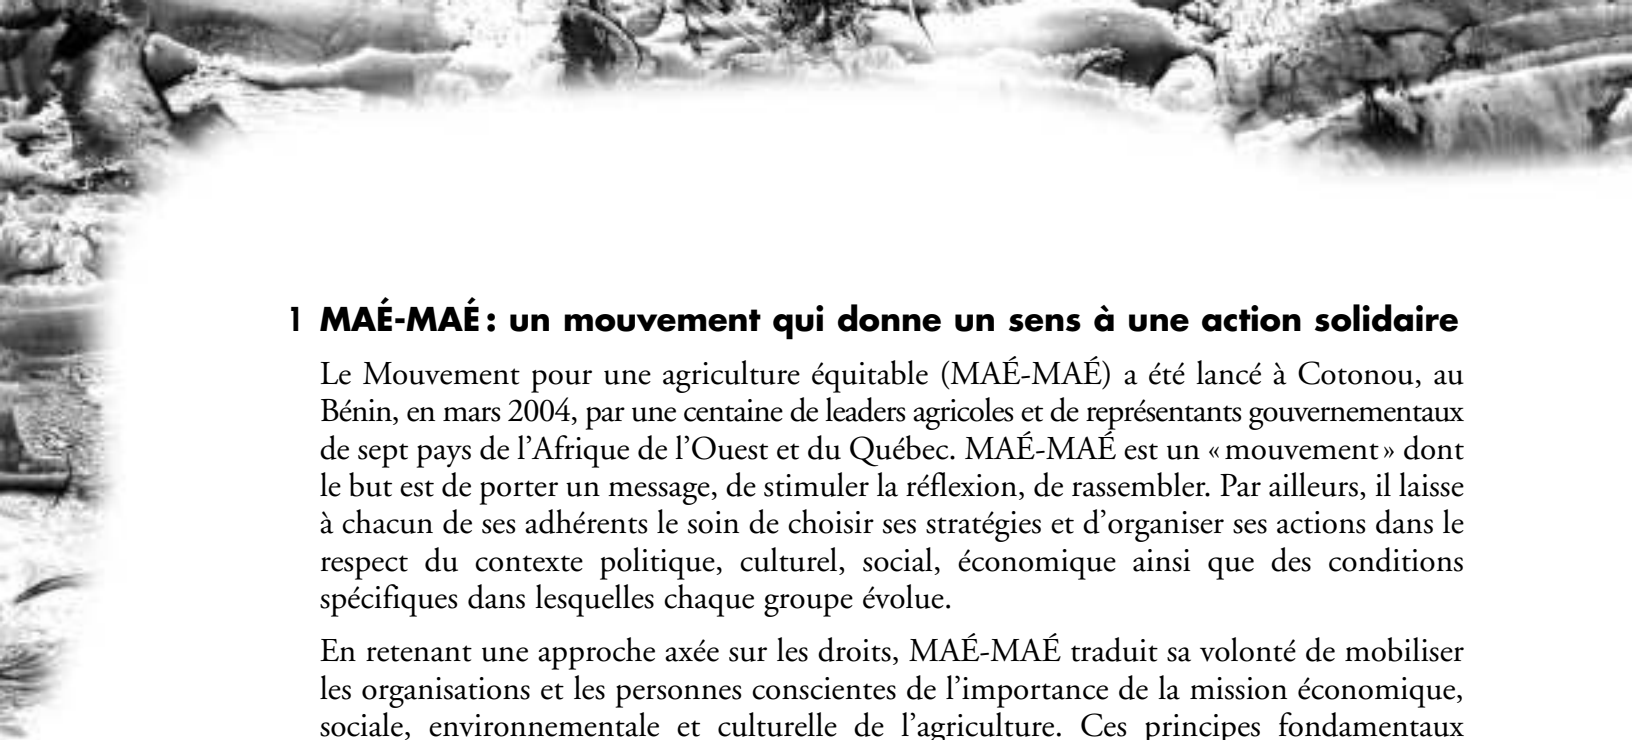 1 MAÉ-MAÉ : un mouvement qui donne un sens à une action solidaire
Le Mouvement pour une agriculture équitable (MAÉ-MAÉ) a été lancé à Cotonou, au
Bénin, en mars 2004, par une centaine de leaders agricoles et de représentants gouvernementaux
de sept pays de l’Afrique de l’Ouest et du Québec. MAÉ-MAÉ est un « mouvement » dont
le but est de porter un message, de stimuler la réflexion, de rassembler. Par ailleurs, il laisse
à chacun de ses adhérents le soin de choisir ses stratégies et d’organiser ses actions dans le
respect du contexte politique, culturel, social, économique ainsi que des conditions
spécifiques dans lesquelles chaque groupe évolue.
En retenant une approche axée sur les droits, MAÉ-MAÉ traduit sa volonté de mobiliser
les organisations et les personnes conscientes de l’importance de la mission économique,
sociale, environnementale et culturelle de l’agriculture. Ces principes fondamentaux